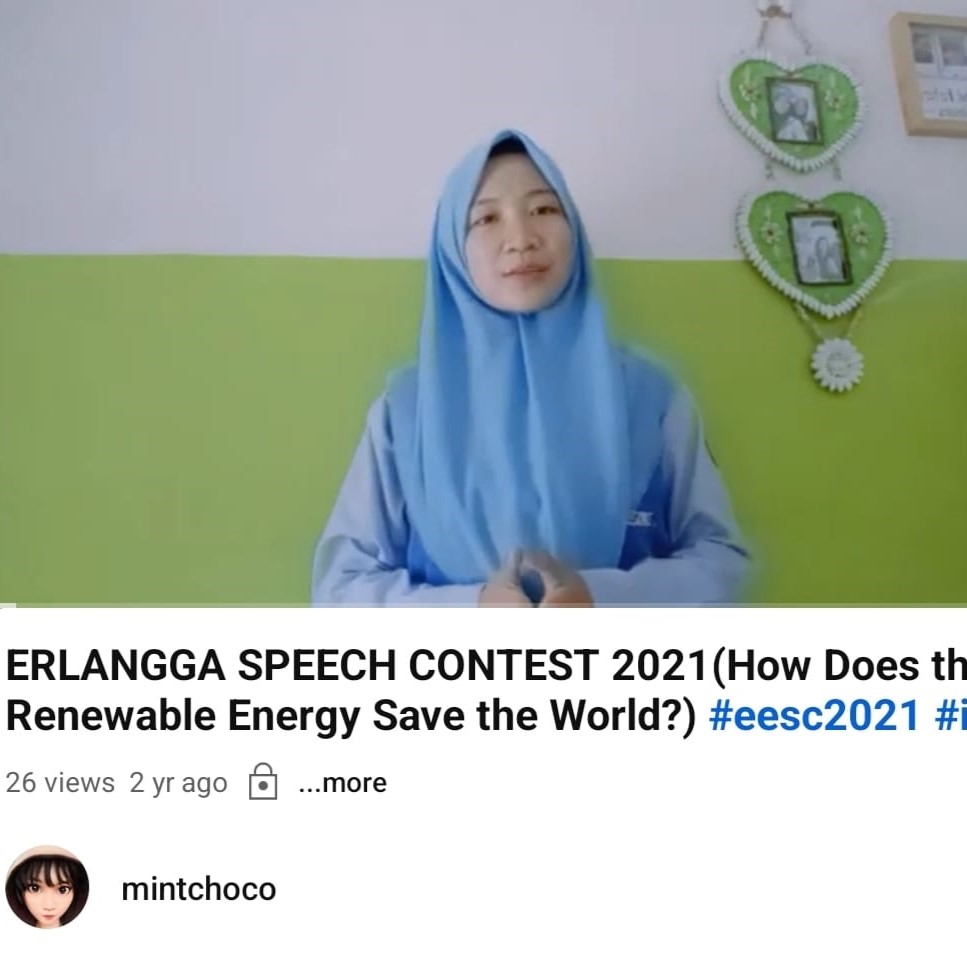 ERLANGGA SPEECH CONTEST 2021(How Does th
Renewable Energy Save the World?) #eesc2021 #i
26 views 2 yr ago ...more
mintchoco